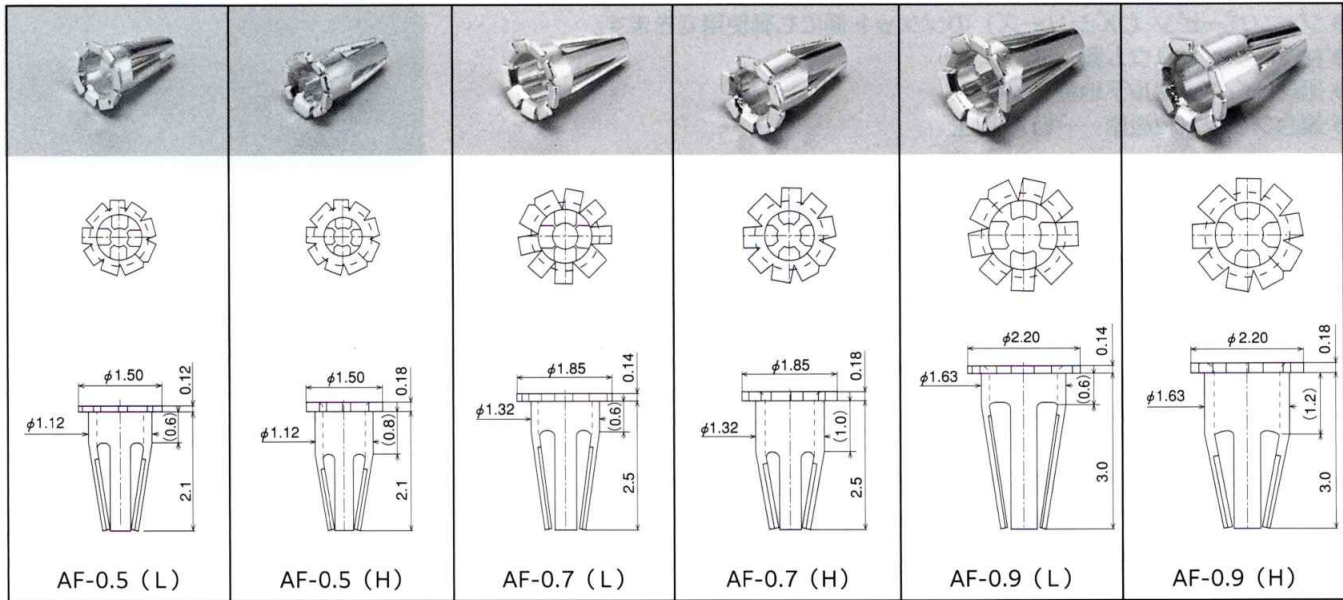 φ1.50
0.12
φ1.12
(0.6)
2.1
AF-0.5（L）
φ1.50
0.18
φ1.12
(0.8)
2.1
AF-0.5（H）
φ1.85
0.14
φ1.32
(0.6)
2.5
AF-0.7（L）
φ1.85
0.18
φ1.32
(1.0)
2.5
AF-0.7（H）
φ2.20
0.14
φ1.63
(0.6)
3.0
AF-0.9（L）
φ2.20
0.18
φ1.63
(1.2)
3.0
AF-0.9（H）